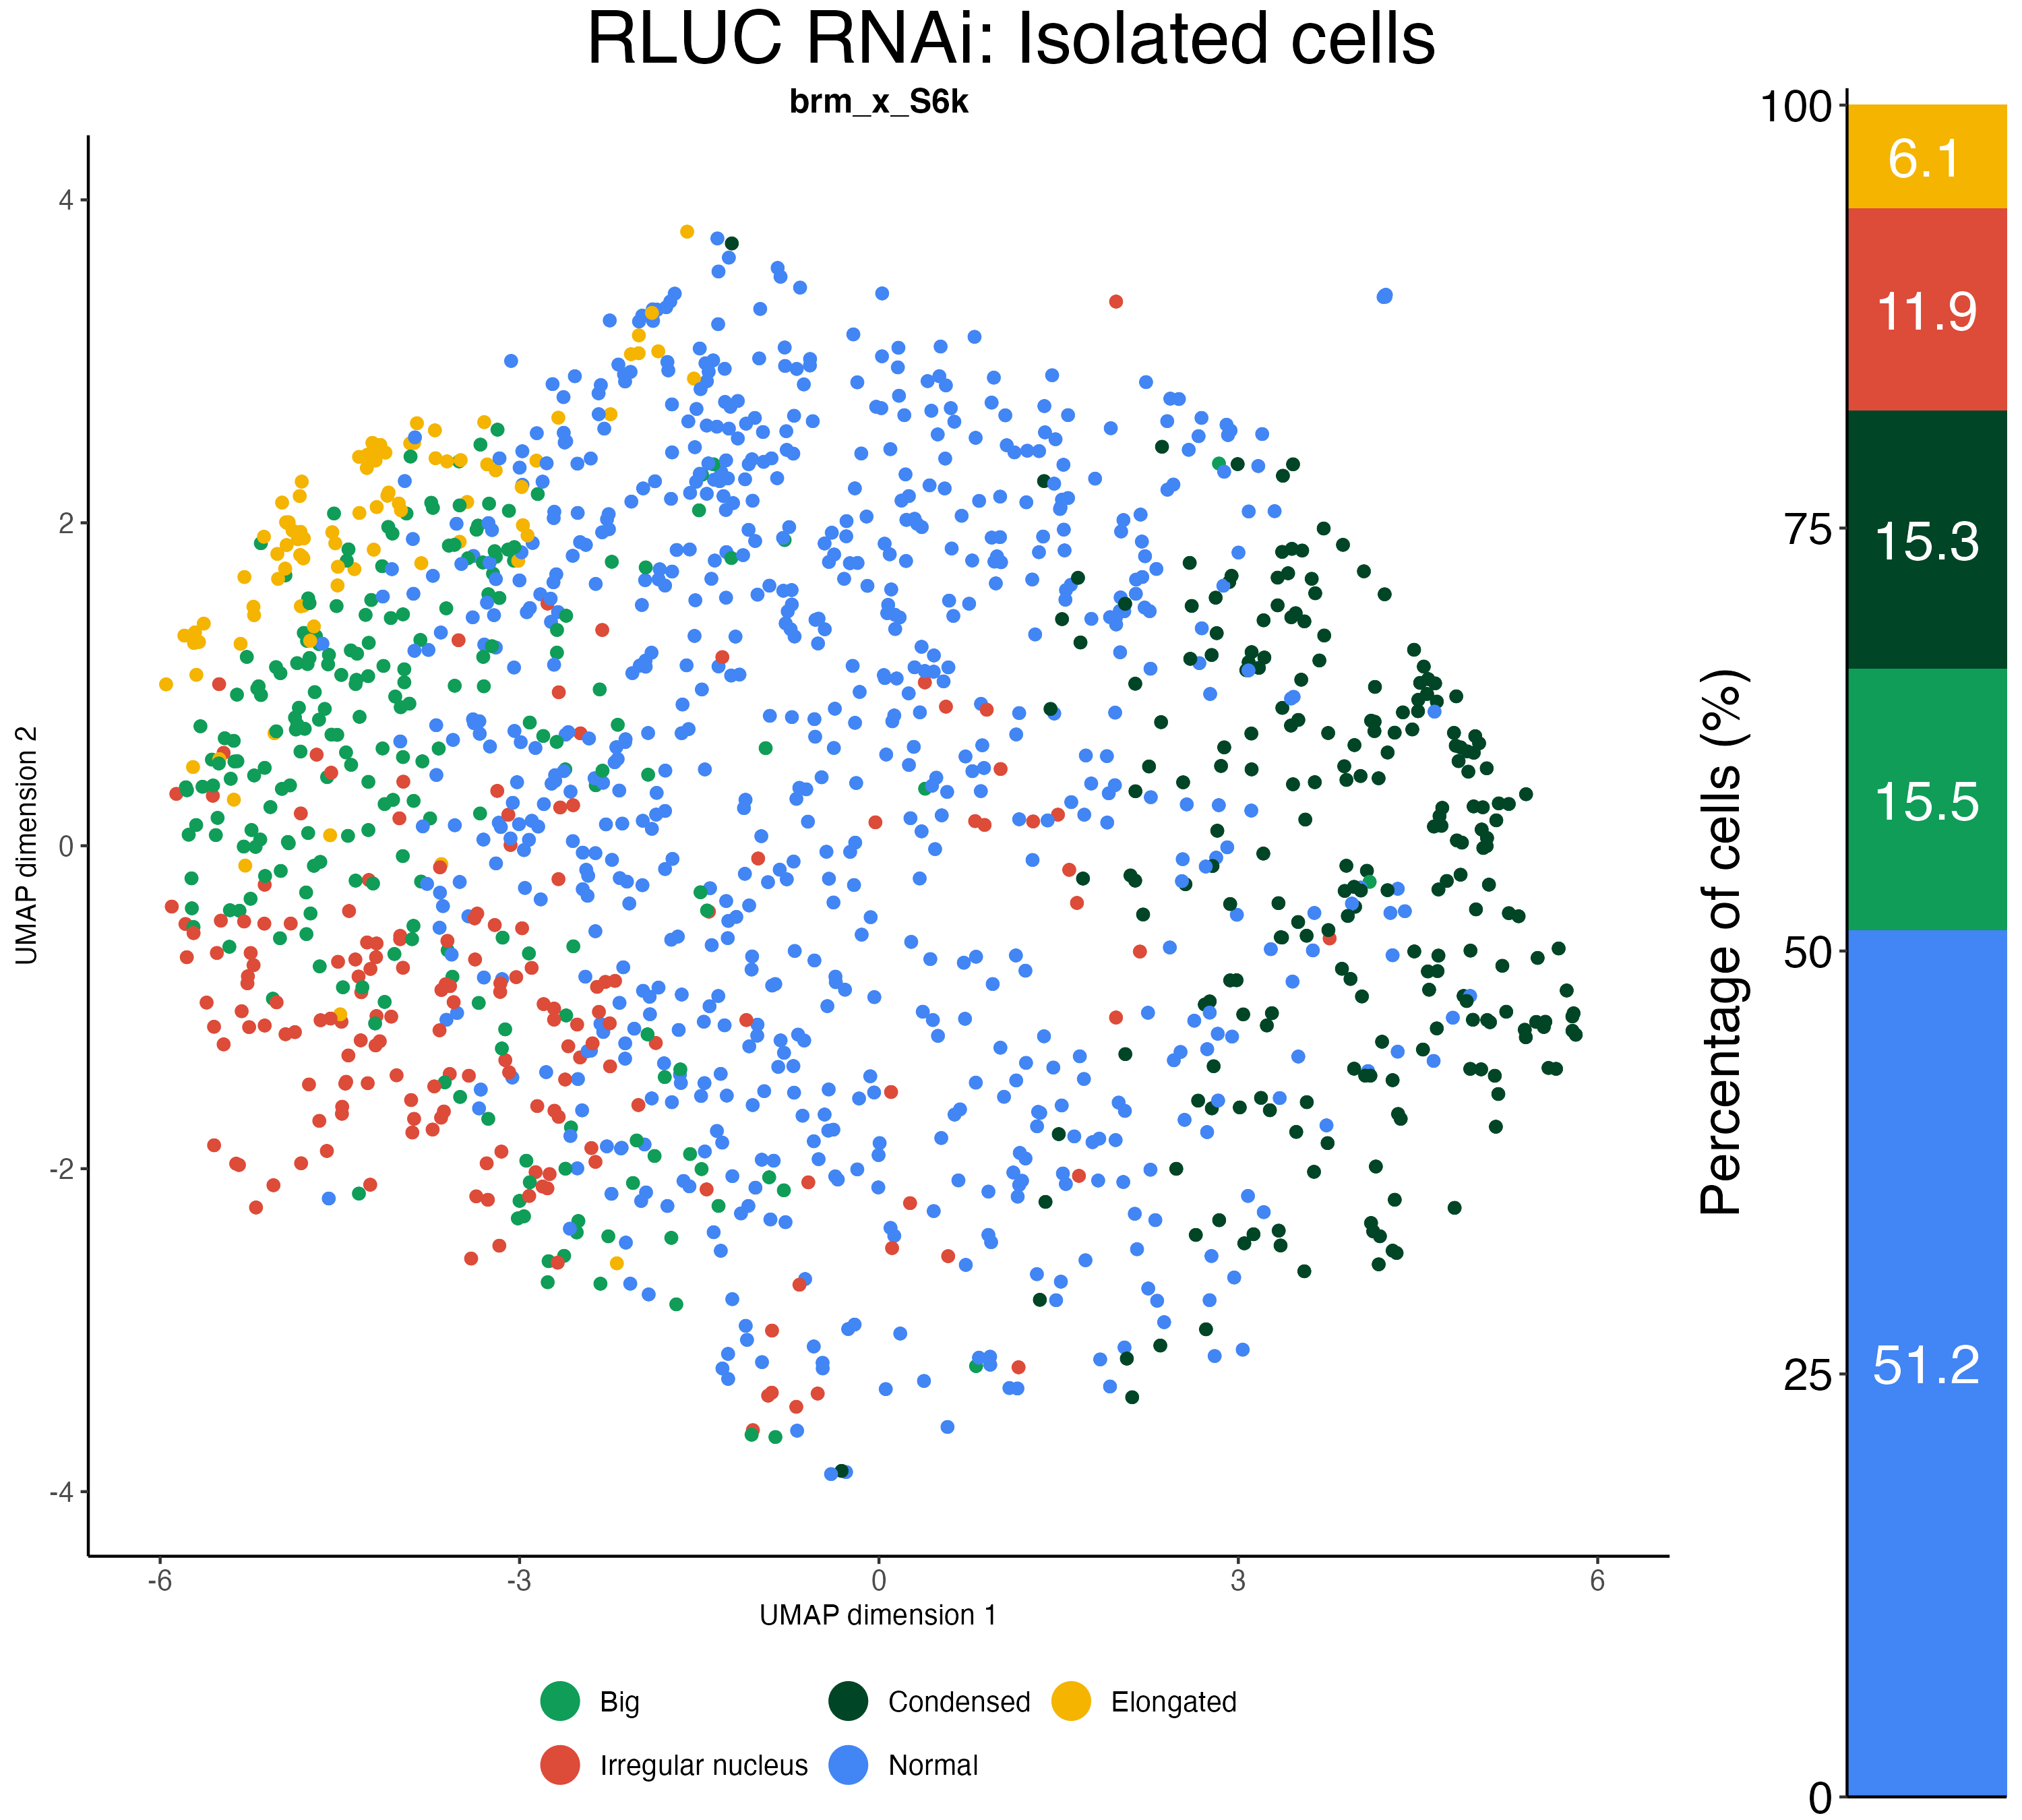 RLUC RNAi: Isolated cells
brm_x_S6k
UMAP dimension 2
4
2
0
-2
-4
-6
-3
0
3
6
UMAP dimension 1
Big
Condensed
Elongated
Irregular nucleus
Normal
Percentage of cells (%)
100
75
50
25
0
6.1
11.9
15.3
15.5
51.2